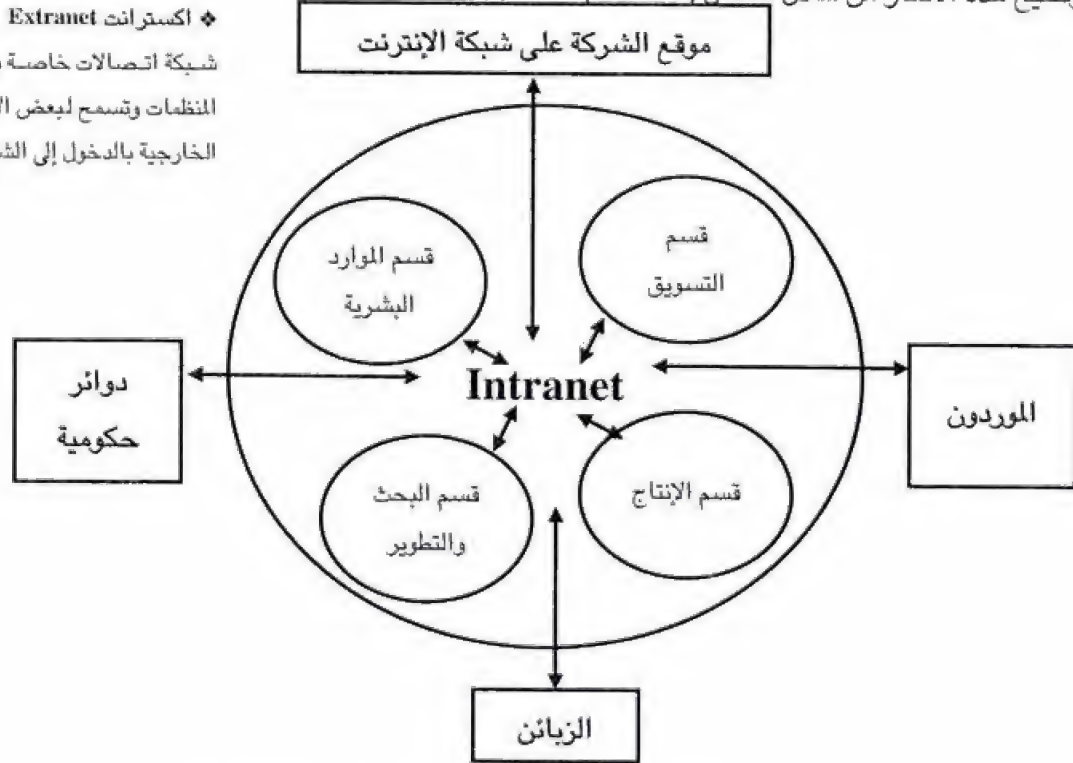 ❖ اكسترانت Extranet
شبكة اتصالات خاصة
المنظمات وتسمح لبعض
الخارجية بالدخول إلى
موقع الشركة على شبكة الإنترنت
قسم الموارد
البشرية
قسم
التسويق
دوائر
حكومية
Intranet
الموردون
قسم البحث
والتطوير
قسم الإنتاج
الزبائن